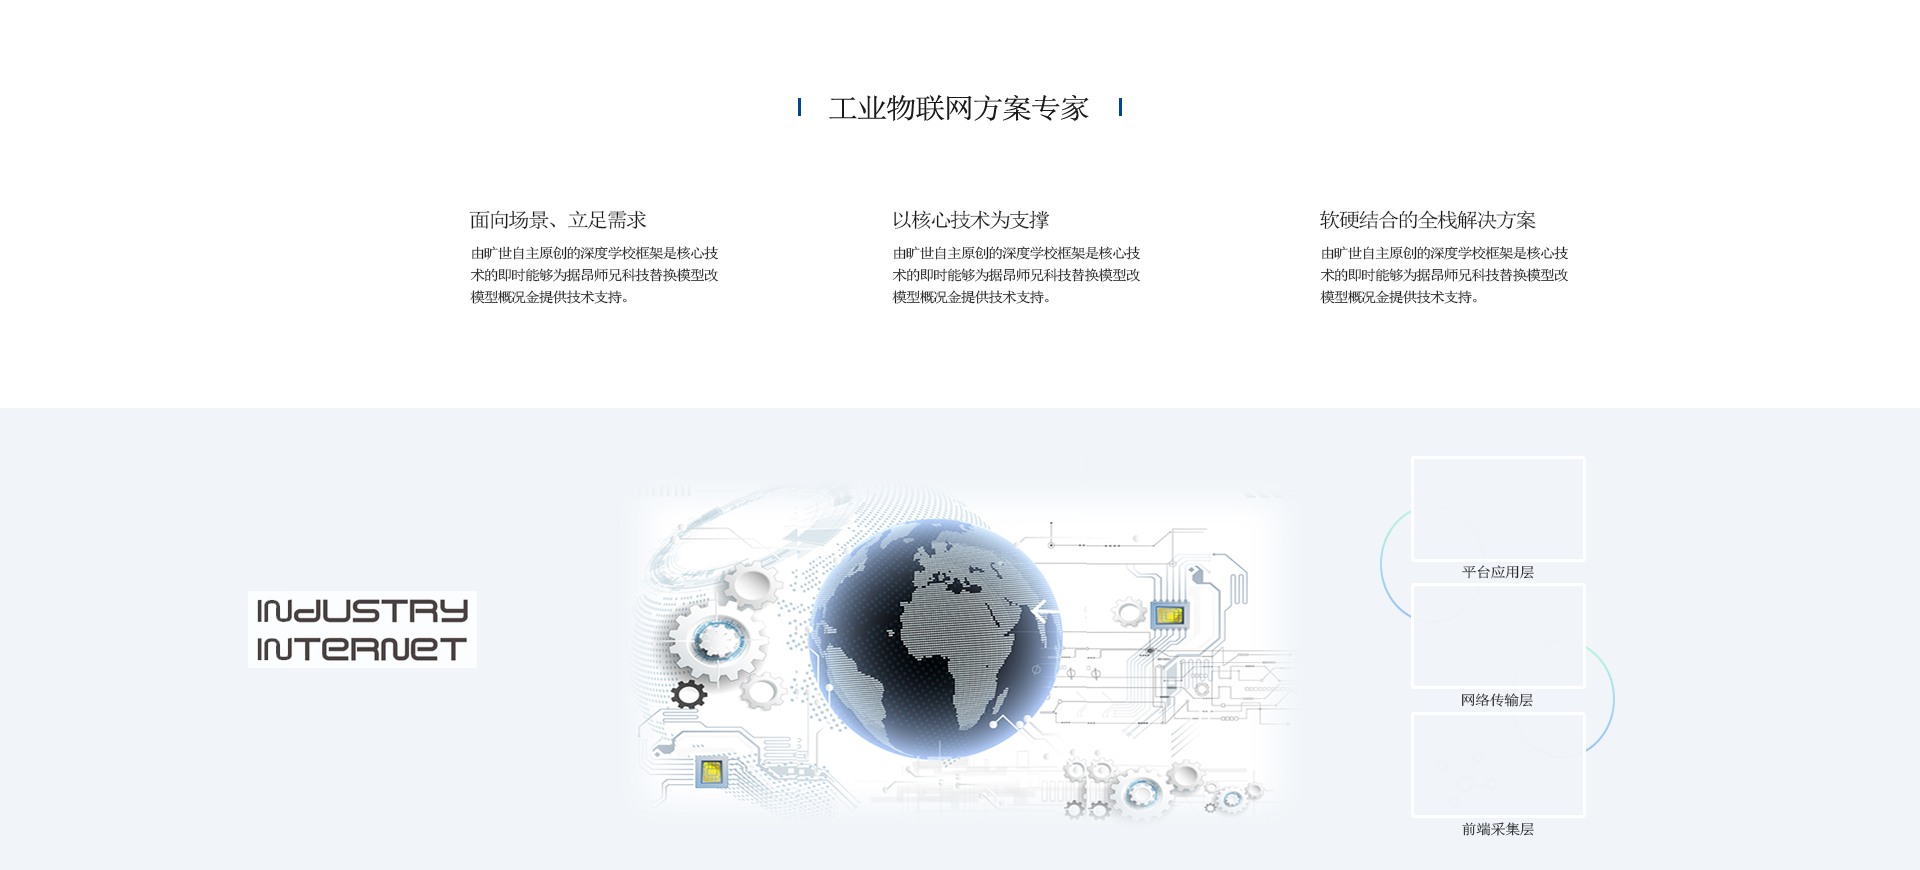 工业物联网方案专家
面向场景、立足需求
由旷世自主原创的深度学校框架是核心技
术的即时能够为据昂师兄科技替换模型改
模型概况金提供技术支持。
以核心技术为支撑
由旷世自主原创的深度学校框架是核心技
术的即时能够为据昂师兄科技替换模型改
模型概况金提供技术支持。
软硬结合的全栈解决方案
由旷世自主原创的深度学校框架是核心技
术的即时能够为据昂师兄科技替换模型改
模型概况金提供技术支持。
INdUSTRY
INTERNET
平台应用层
网络传输层
前端采集层